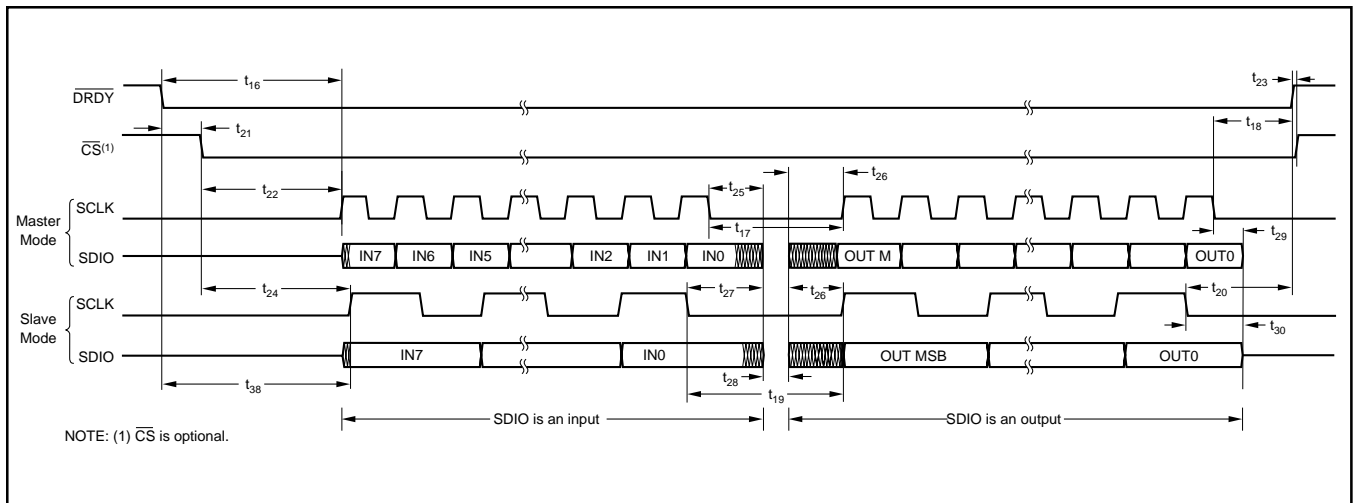 t16
t23
DRDY
t21
t18
CS(1)
t22
t25
t26
SCLK
Master
Mode
t17
t29
SDIO
IN7
IN6
IN5
IN2
IN1
IN0
OUT M
OUT0
t24
t27
t26
t20
SCLK
Slave
Mode
t30
SDIO
IN7
IN0
OUT MSB
OUT0
t38
t28
t19
SDIO is an input
SDIO is an output
NOTE: (1) CS is optional.